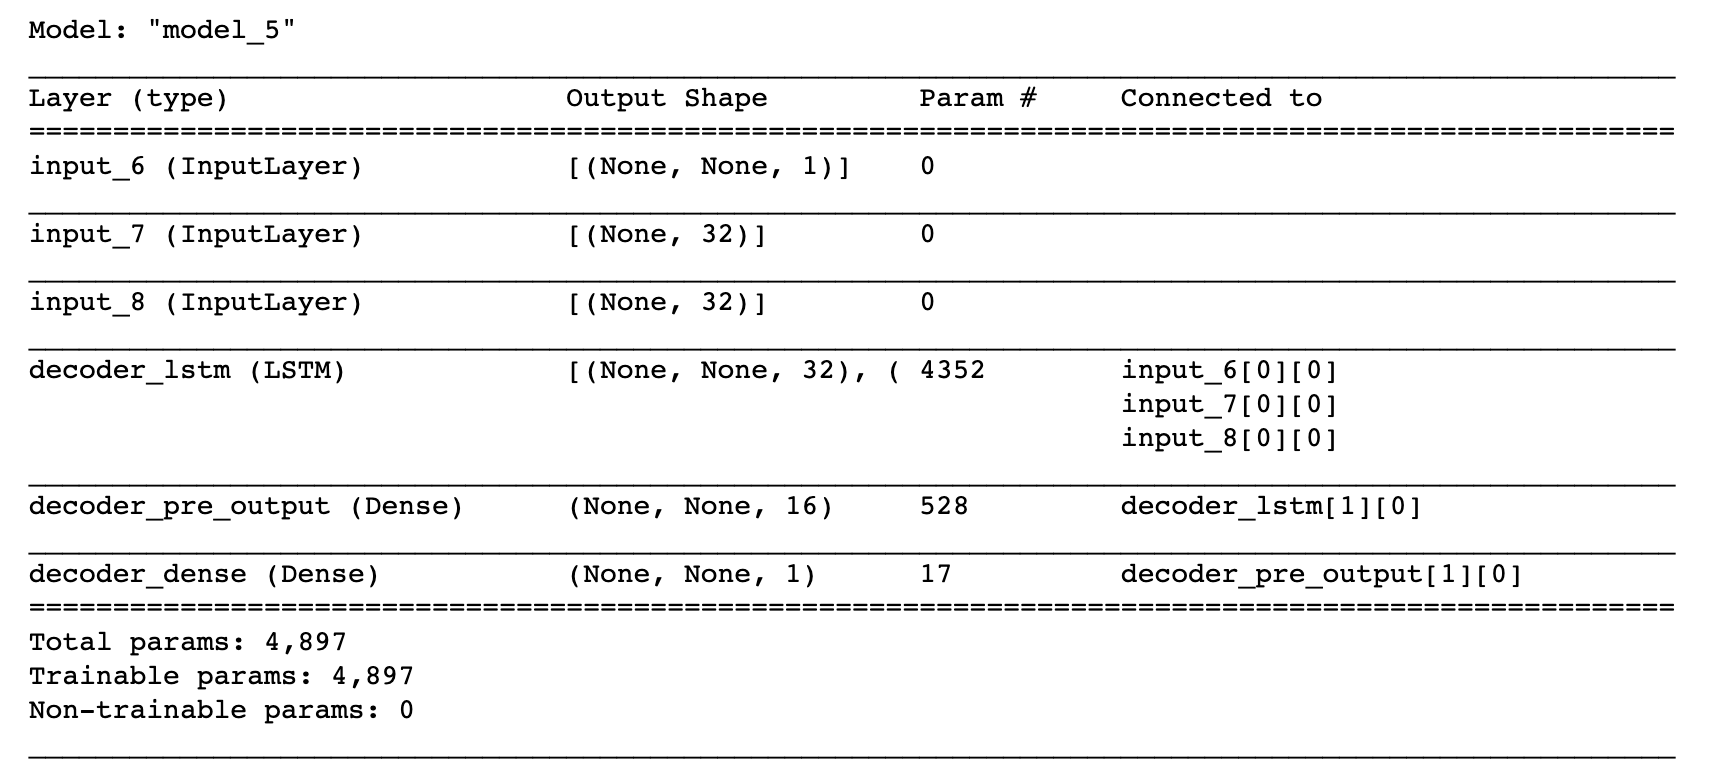 Model: "model_5"
Layer (type) Output Shape Param # Connected to
input_6 (InputLayer) [(None, None, 1)] 0
input_7 (InputLayer) [(None, 32)] 0
input_8 (InputLayer) [(None, 32)] 0
decoder_lstm (LSTM) [(None, None, 32), ( 4352 input_6[0][0]
input_7[0][0]
input_8[0][0]
decoder_pre_output (Dense) (None, None, 16) 528 decoder_lstm[1][0]
decoder_dense (Dense) (None, None, 1) 17 decoder_pre_output[1][0]
Total params: 4,897
Trainable params: 4,897
Non-trainable params: 0